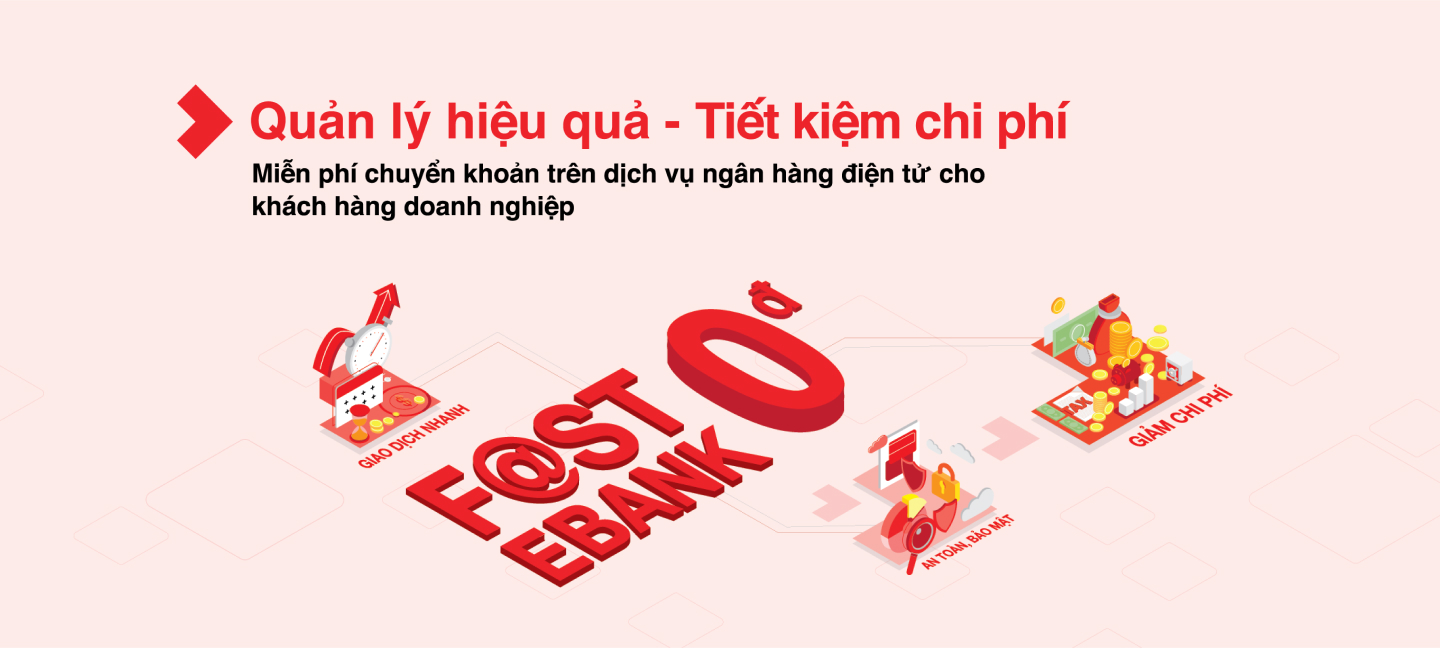 Quản lý hiệu quả - Tiết kiệm chi phí
Miễn phí chuyển khoản trên dịch vụ ngân hàng điện tử cho
khách hàng doanh nghiệp
0đ
F@ST
EBANK
GIAO DỊCH NHANH
AN TOÀN, BẢO MẬT
TAX
GIẢM CHI PHÍ